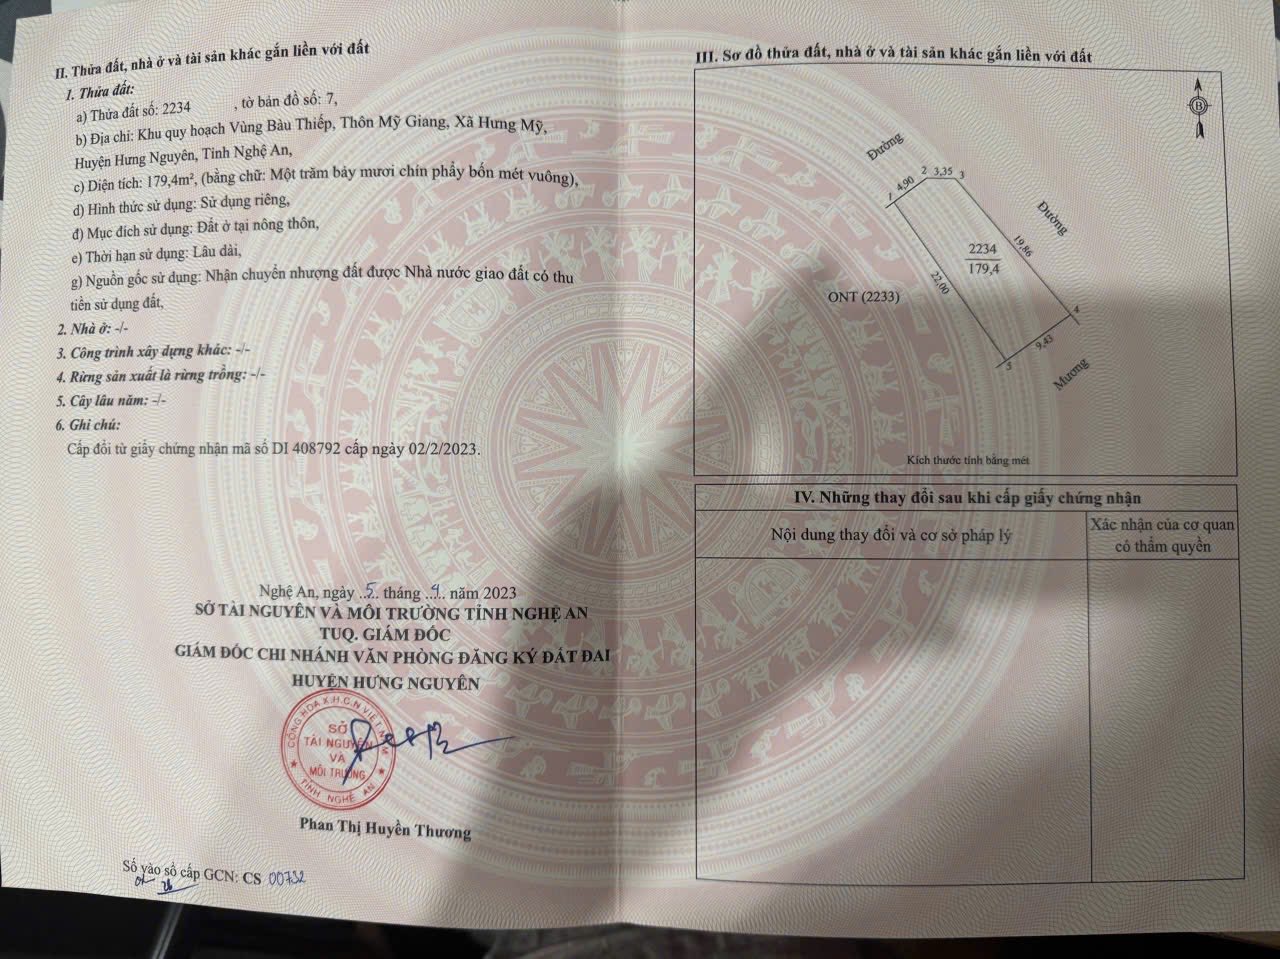 II. Thửa đất, nhà ở và tài sản khác gắn liền với đất
1. Thửa đất:
a) Thửa đất số: 2234 , tờ bản đồ số: 7,
b) Địa chỉ: Khu quy hoạch Vùng Bàu Thiếp, Thôn Mỹ Giang, Xã Hưng Mỹ,
Huyện Hưng Nguyên, Tỉnh Nghệ An,
c) Diện tích: 179,4m², (bằng chữ: Một trăm bảy mươi chín phẩy bốn mét vuông),
d) Hình thức sử dụng: Sử dụng riêng,
đ) Mục đích sử dụng: Đất ở tại nông thôn,
e) Thời hạn sử dụng: Lâu dài,
g) Nguồn gốc sử dụng: Nhận chuyển nhượng đất được Nhà nước giao đất có thu
tiền sử dụng đất,
2. Nhà ở: -/-
3. Công trình xây dựng khác: -/-
4. Rừng sản xuất là rừng trồng: -/-
5. Cây lâu năm: -/-
6. Ghi chú:
Cấp đổi từ giấy chứng nhận mã số DI 408792 cấp ngày 02/2/2023.
Nghệ An, ngày ..5.. tháng ..4.. năm 2023
SỞ TÀI NGUYÊN VÀ MÔI TRƯỜNG TỈNH NGHỆ AN
TUQ. GIÁM ĐỐC
GIÁM ĐỐC CHI NHÁNH VĂN PHÒNG ĐĂNG KÝ ĐẤT ĐAI
HUYỆN HƯNG NGUYÊN
CỘNG HÒA X.H.C.N VIỆT NAM
SỞ
TÀI NGUYÊN
VÀ
MÔI TRƯỜNG
TỈNH NGHỆ AN
Phan Thị Huyền Thương
Số vào sổ cấp GCN: CS 00732
III. Sơ đồ thửa đất, nhà ở và tài sản khác gắn liền với đất
B
Đường
1 4,90 2 3,35 3
Đường
19,86
2234
179,4
22,00
ONT (2233)
4
9,43
5
Mương
Kích thước tính bằng mét
IV. Những thay đổi sau khi cấp giấy chứng nhận
Nội dung thay đổi và cơ sở pháp lý
Xác nhận của cơ quan
có thẩm quyền